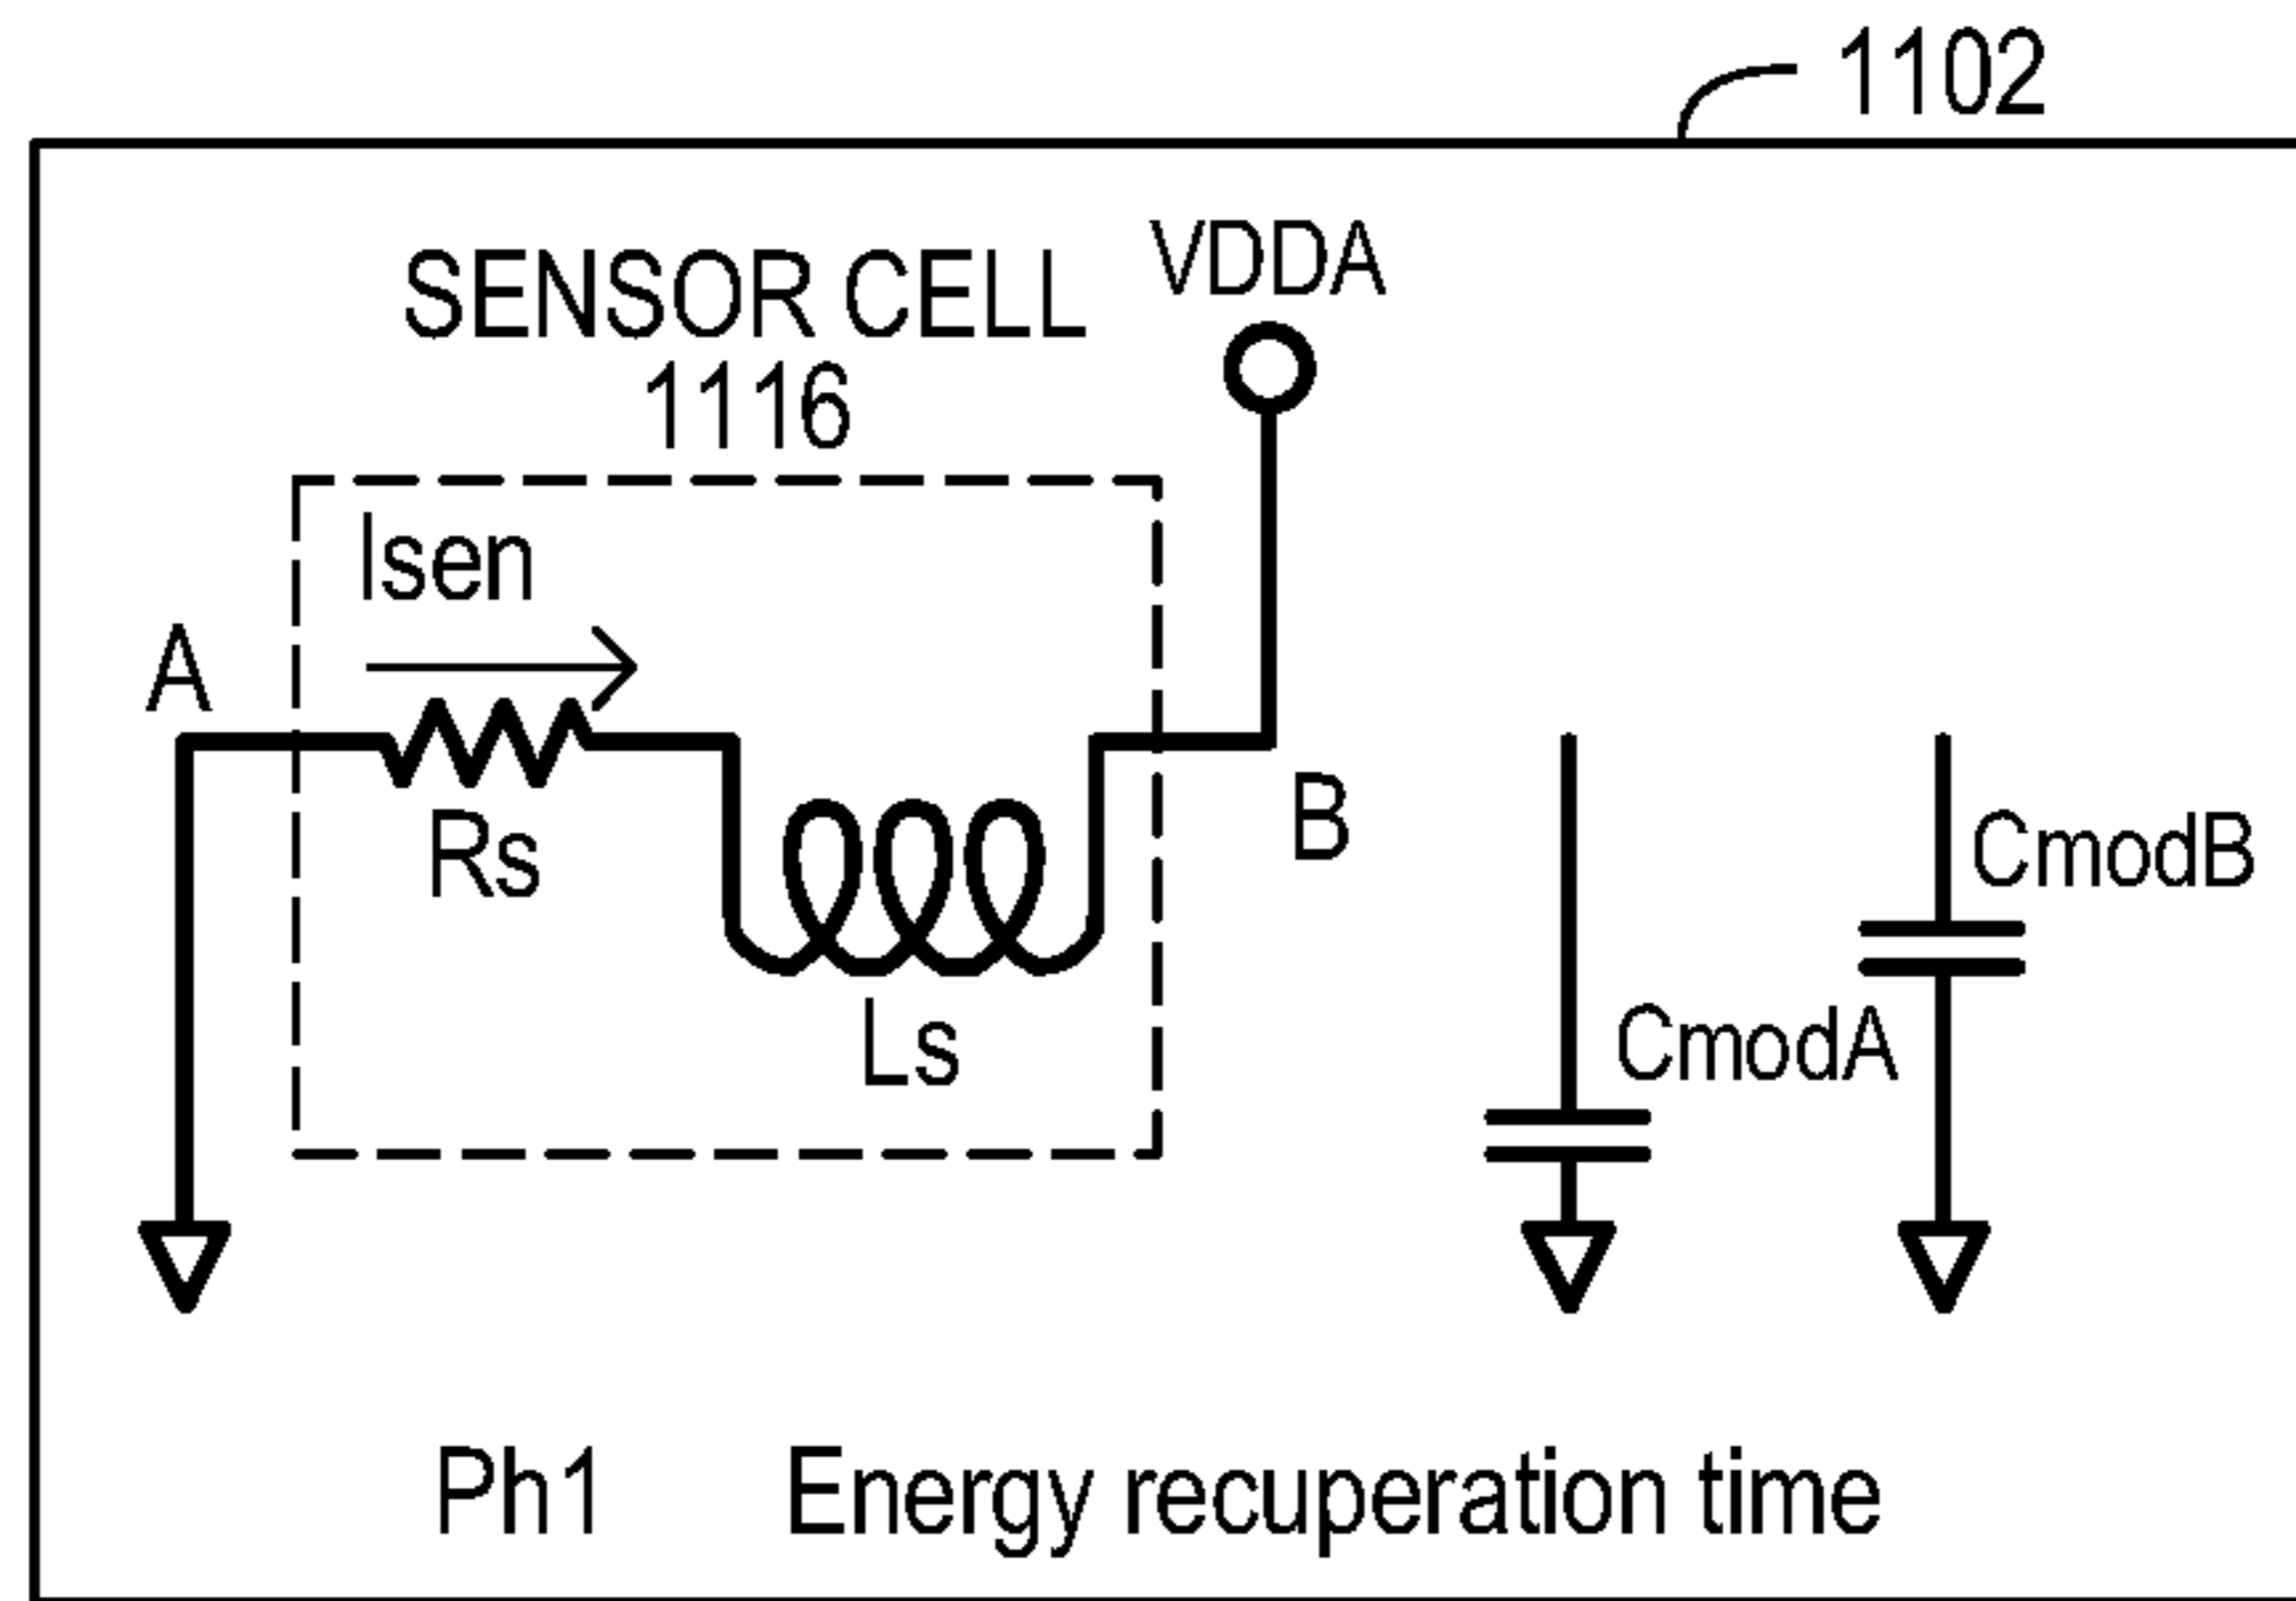 1102
SENSOR CELL
1116
VDDA
Isen
A
Rs
Ls
B
CmodA
CmodB
Ph1 Energy recuperation time